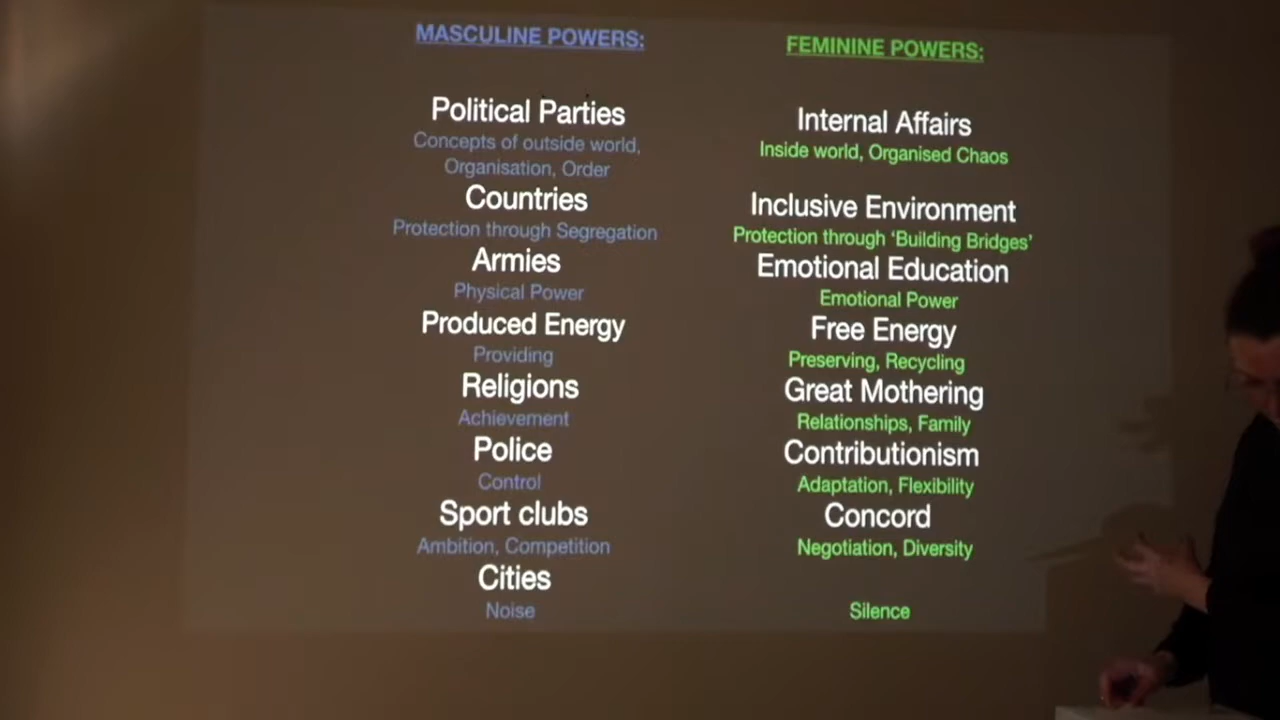 MASCULINE POWERS:
Political Parties
Concepts of outside world,
Organisation, Order
Countries
Protection through Segregation
Armies
Physical Power
Produced Energy
Providing
Religions
Achievement
Police
Control
Sport clubs
Ambition, Competition
Cities
Noise
FEMININE POWERS:
Internal Affairs
Inside world, Organised Chaos
Inclusive Environment
Protection through ‘Building Bridges’
Emotional Education
Emotional Power
Free Energy
Preserving, Recycling
Great Mothering
Relationships, Family
Contributionism
Adaptation, Flexibility
Concord
Negotiation, Diversity
Silence